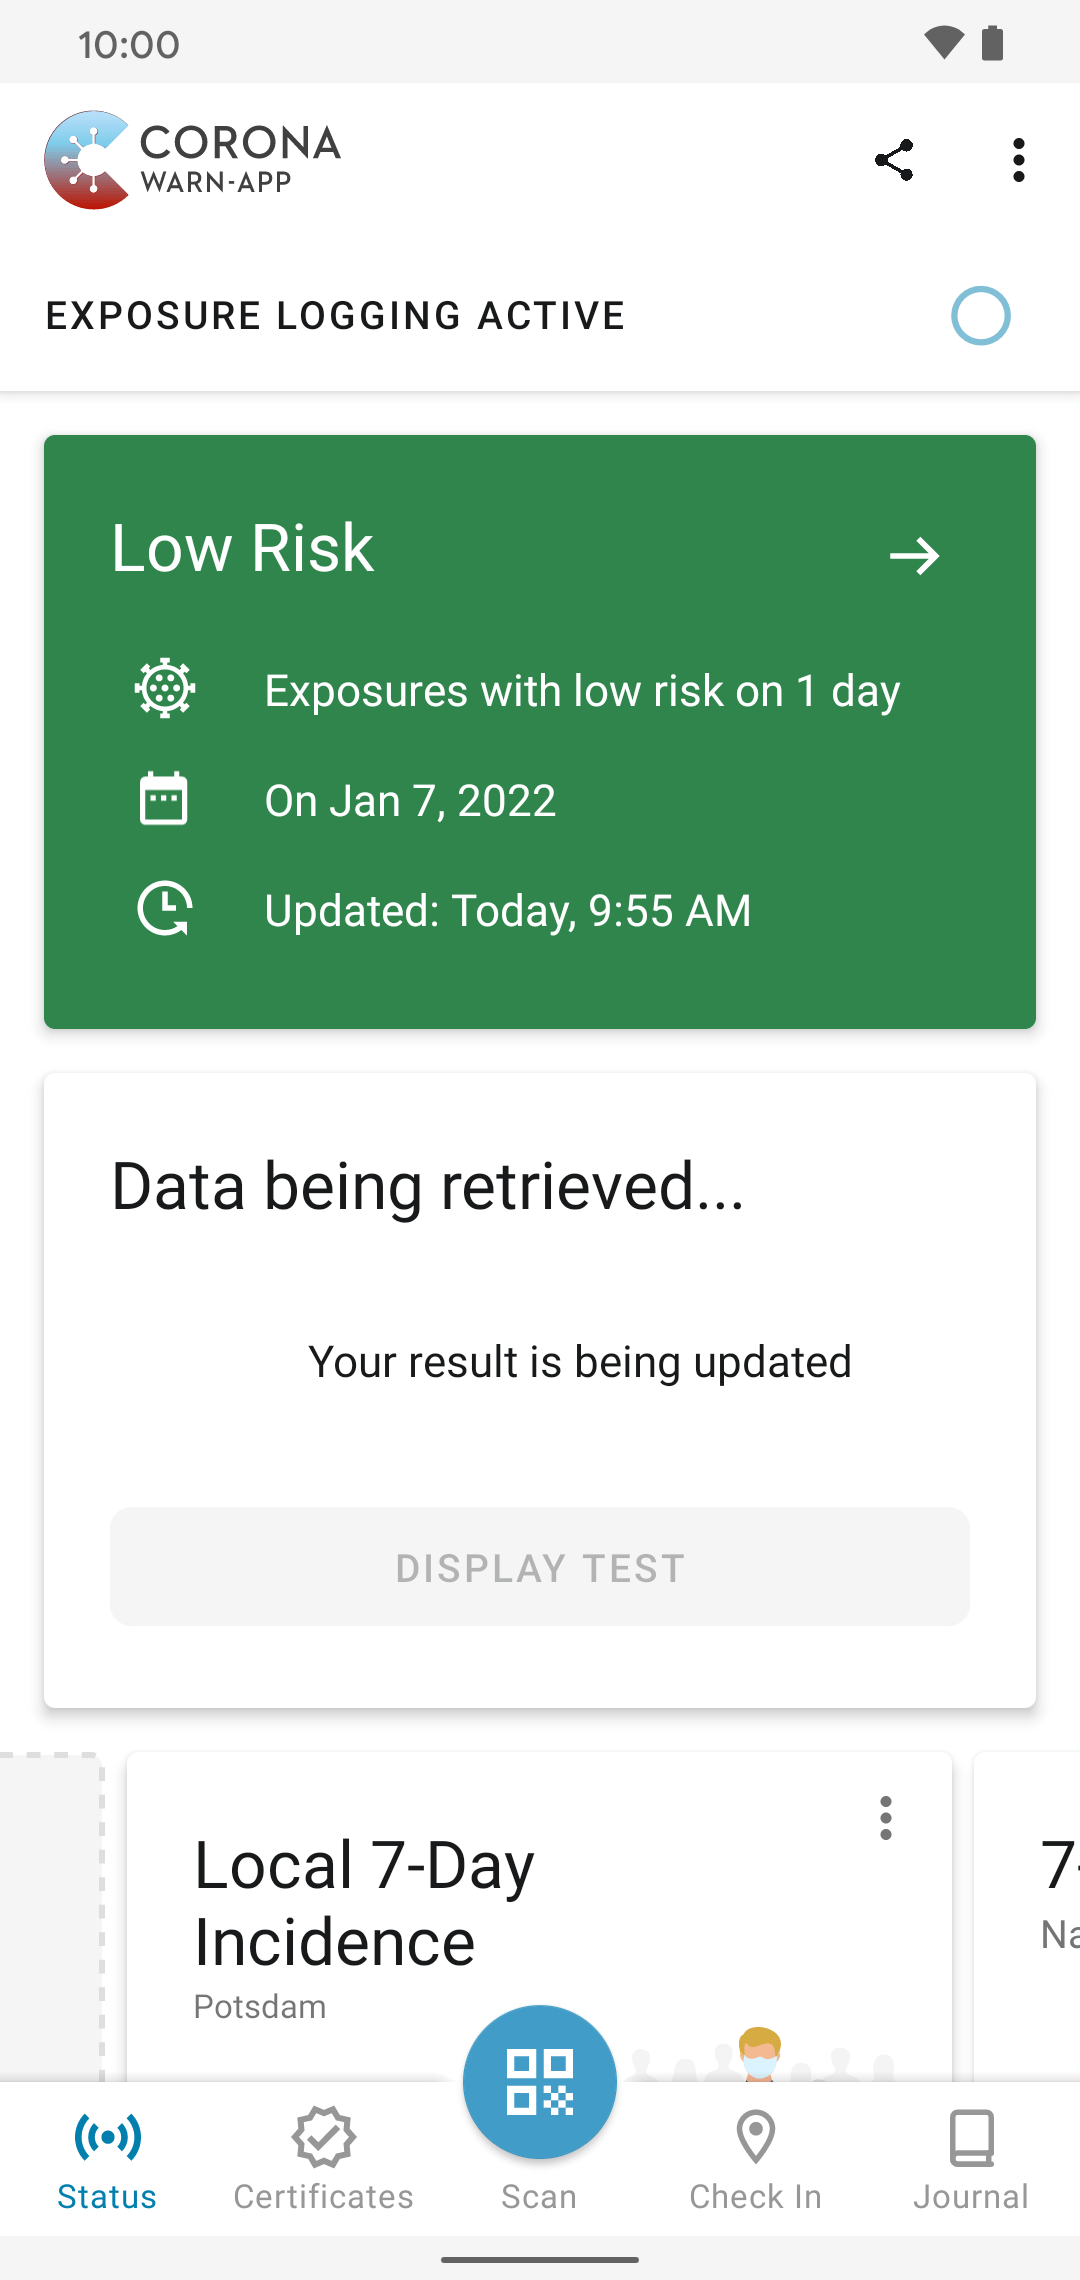 10:00
CORONA
WARN-APP
EXPOSURE LOGGING ACTIVE
Low Risk
Exposures with low risk on 1 day
On Jan 7, 2022
Updated: Today, 9:55 AM
Data being retrieved...
Your result is being updated
DISPLAY TEST
Local 7-Day
Incidence
Potsdam
7-
Na
Status
Certificates
Scan
Check In
Journal